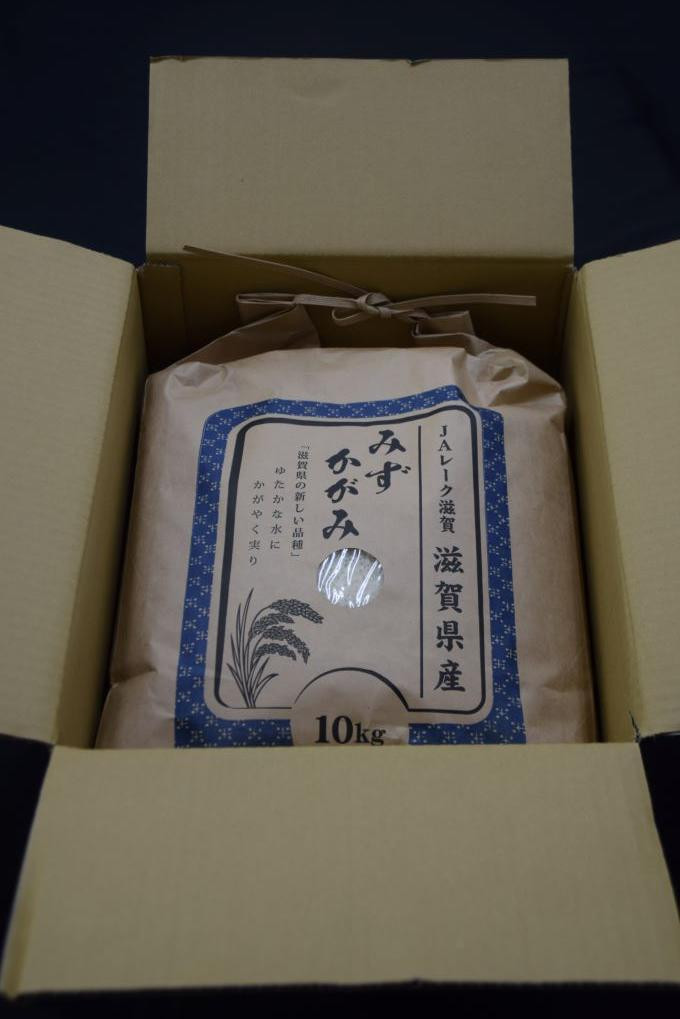 JAレーク滋賀 滋賀県産
みず
かがみ
「滋賀県の新しい品種」
ゆたかな水に
かがやく実り
10kg